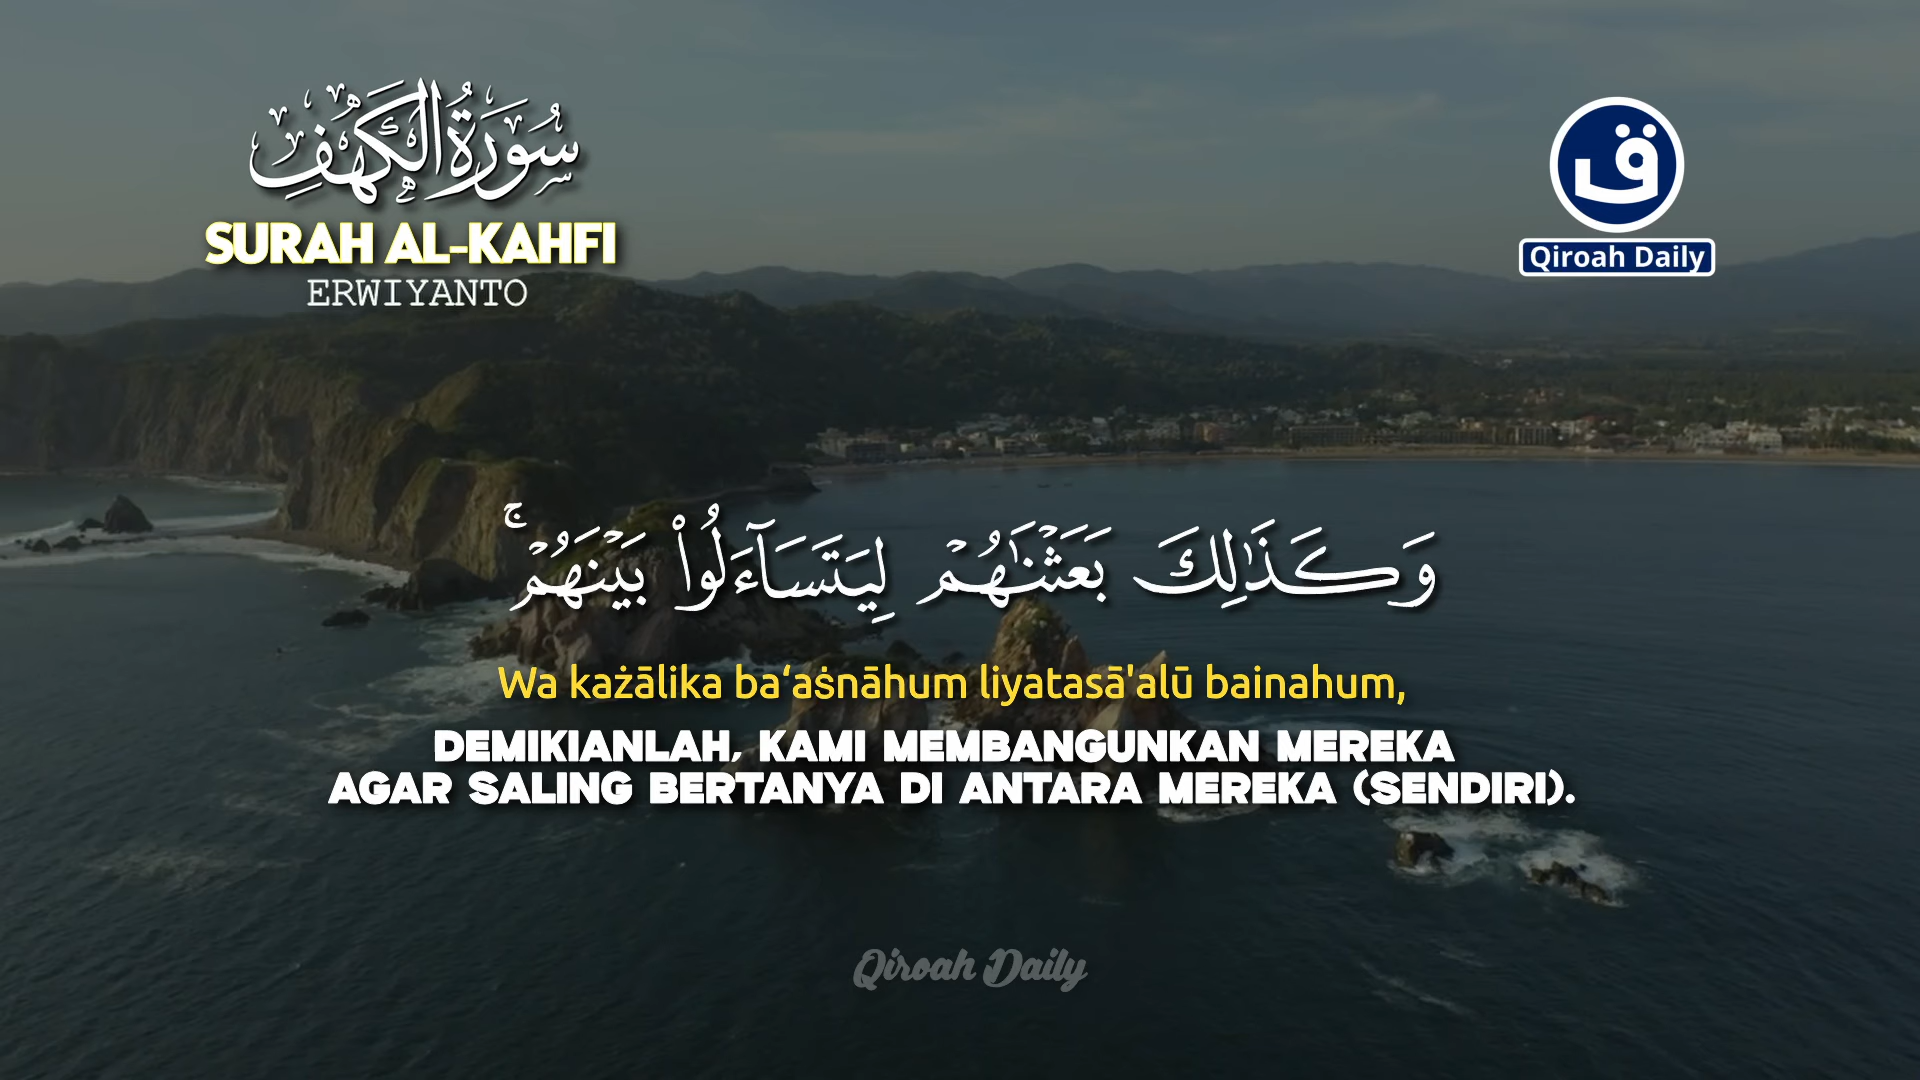 سُورَةُ الْكَهْفِ
SURAH AL-KAHFI
ERWIYANTO
ق
Qiroah Daily
وَكَذَٰلِكَ بَعَثْنَٰهُمْ لِيَتَسَآءَلُوا۟ بَيْنَهُمْ ۚ
Wa każālika ba‘aṡnāhum liyatasā'alū bainahum,
DEMIKIANLAH, KAMI MEMBANGUNKAN MEREKA
AGAR SALING BERTANYA DI ANTARA MEREKA (SENDIRI).
Qiroah Daily